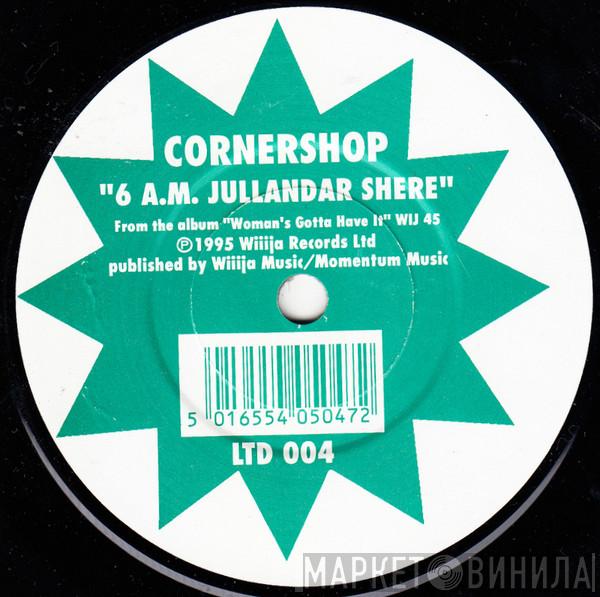 CORNERSHOP
"6 A.M. JULLANDAR SHERE"
From the album "Woman's Gotta Have It" WIJ 45
℗1995 Wiiija Records Ltd
published by Wiiija Music/Momentum Music
5 016554 050472
LTD 004
МАРКЕТ ВИНИЛА